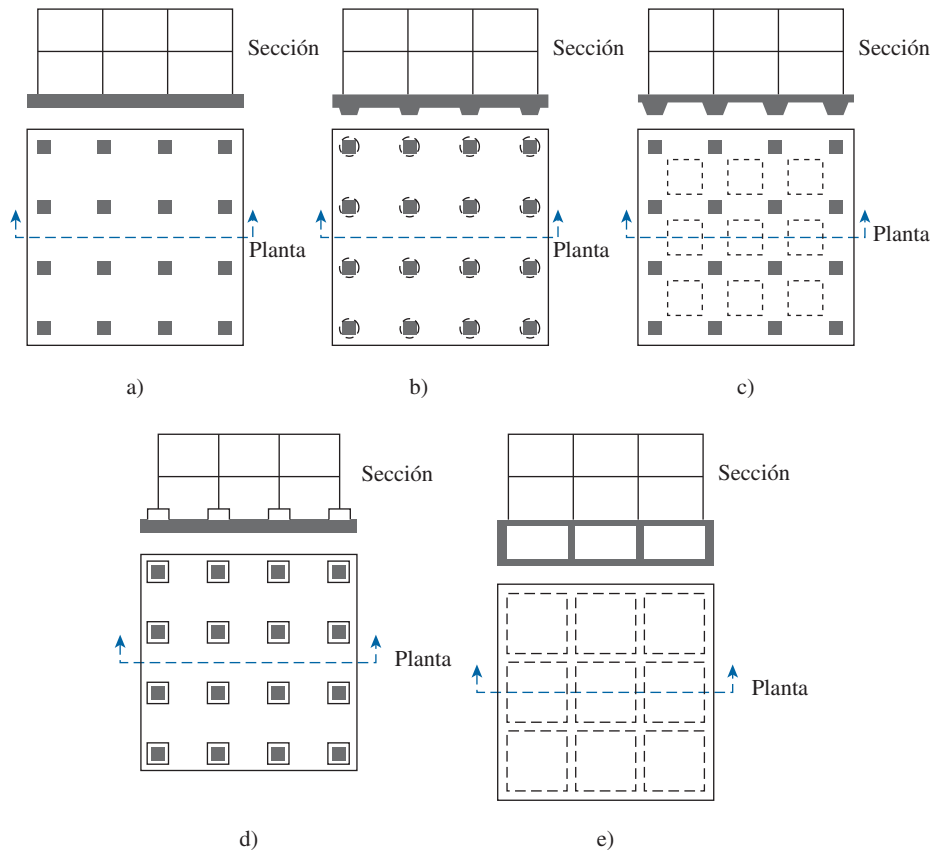 Sección
Sección
Sección
Planta
Planta
Planta
a)
b)
c)
Sección
Sección
Planta
Planta
d)
e)